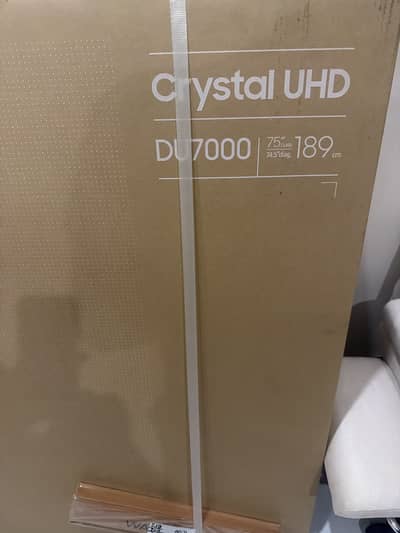 Crystal UHD
DU7000
75" CLASS
74.5" diag.
189 cm